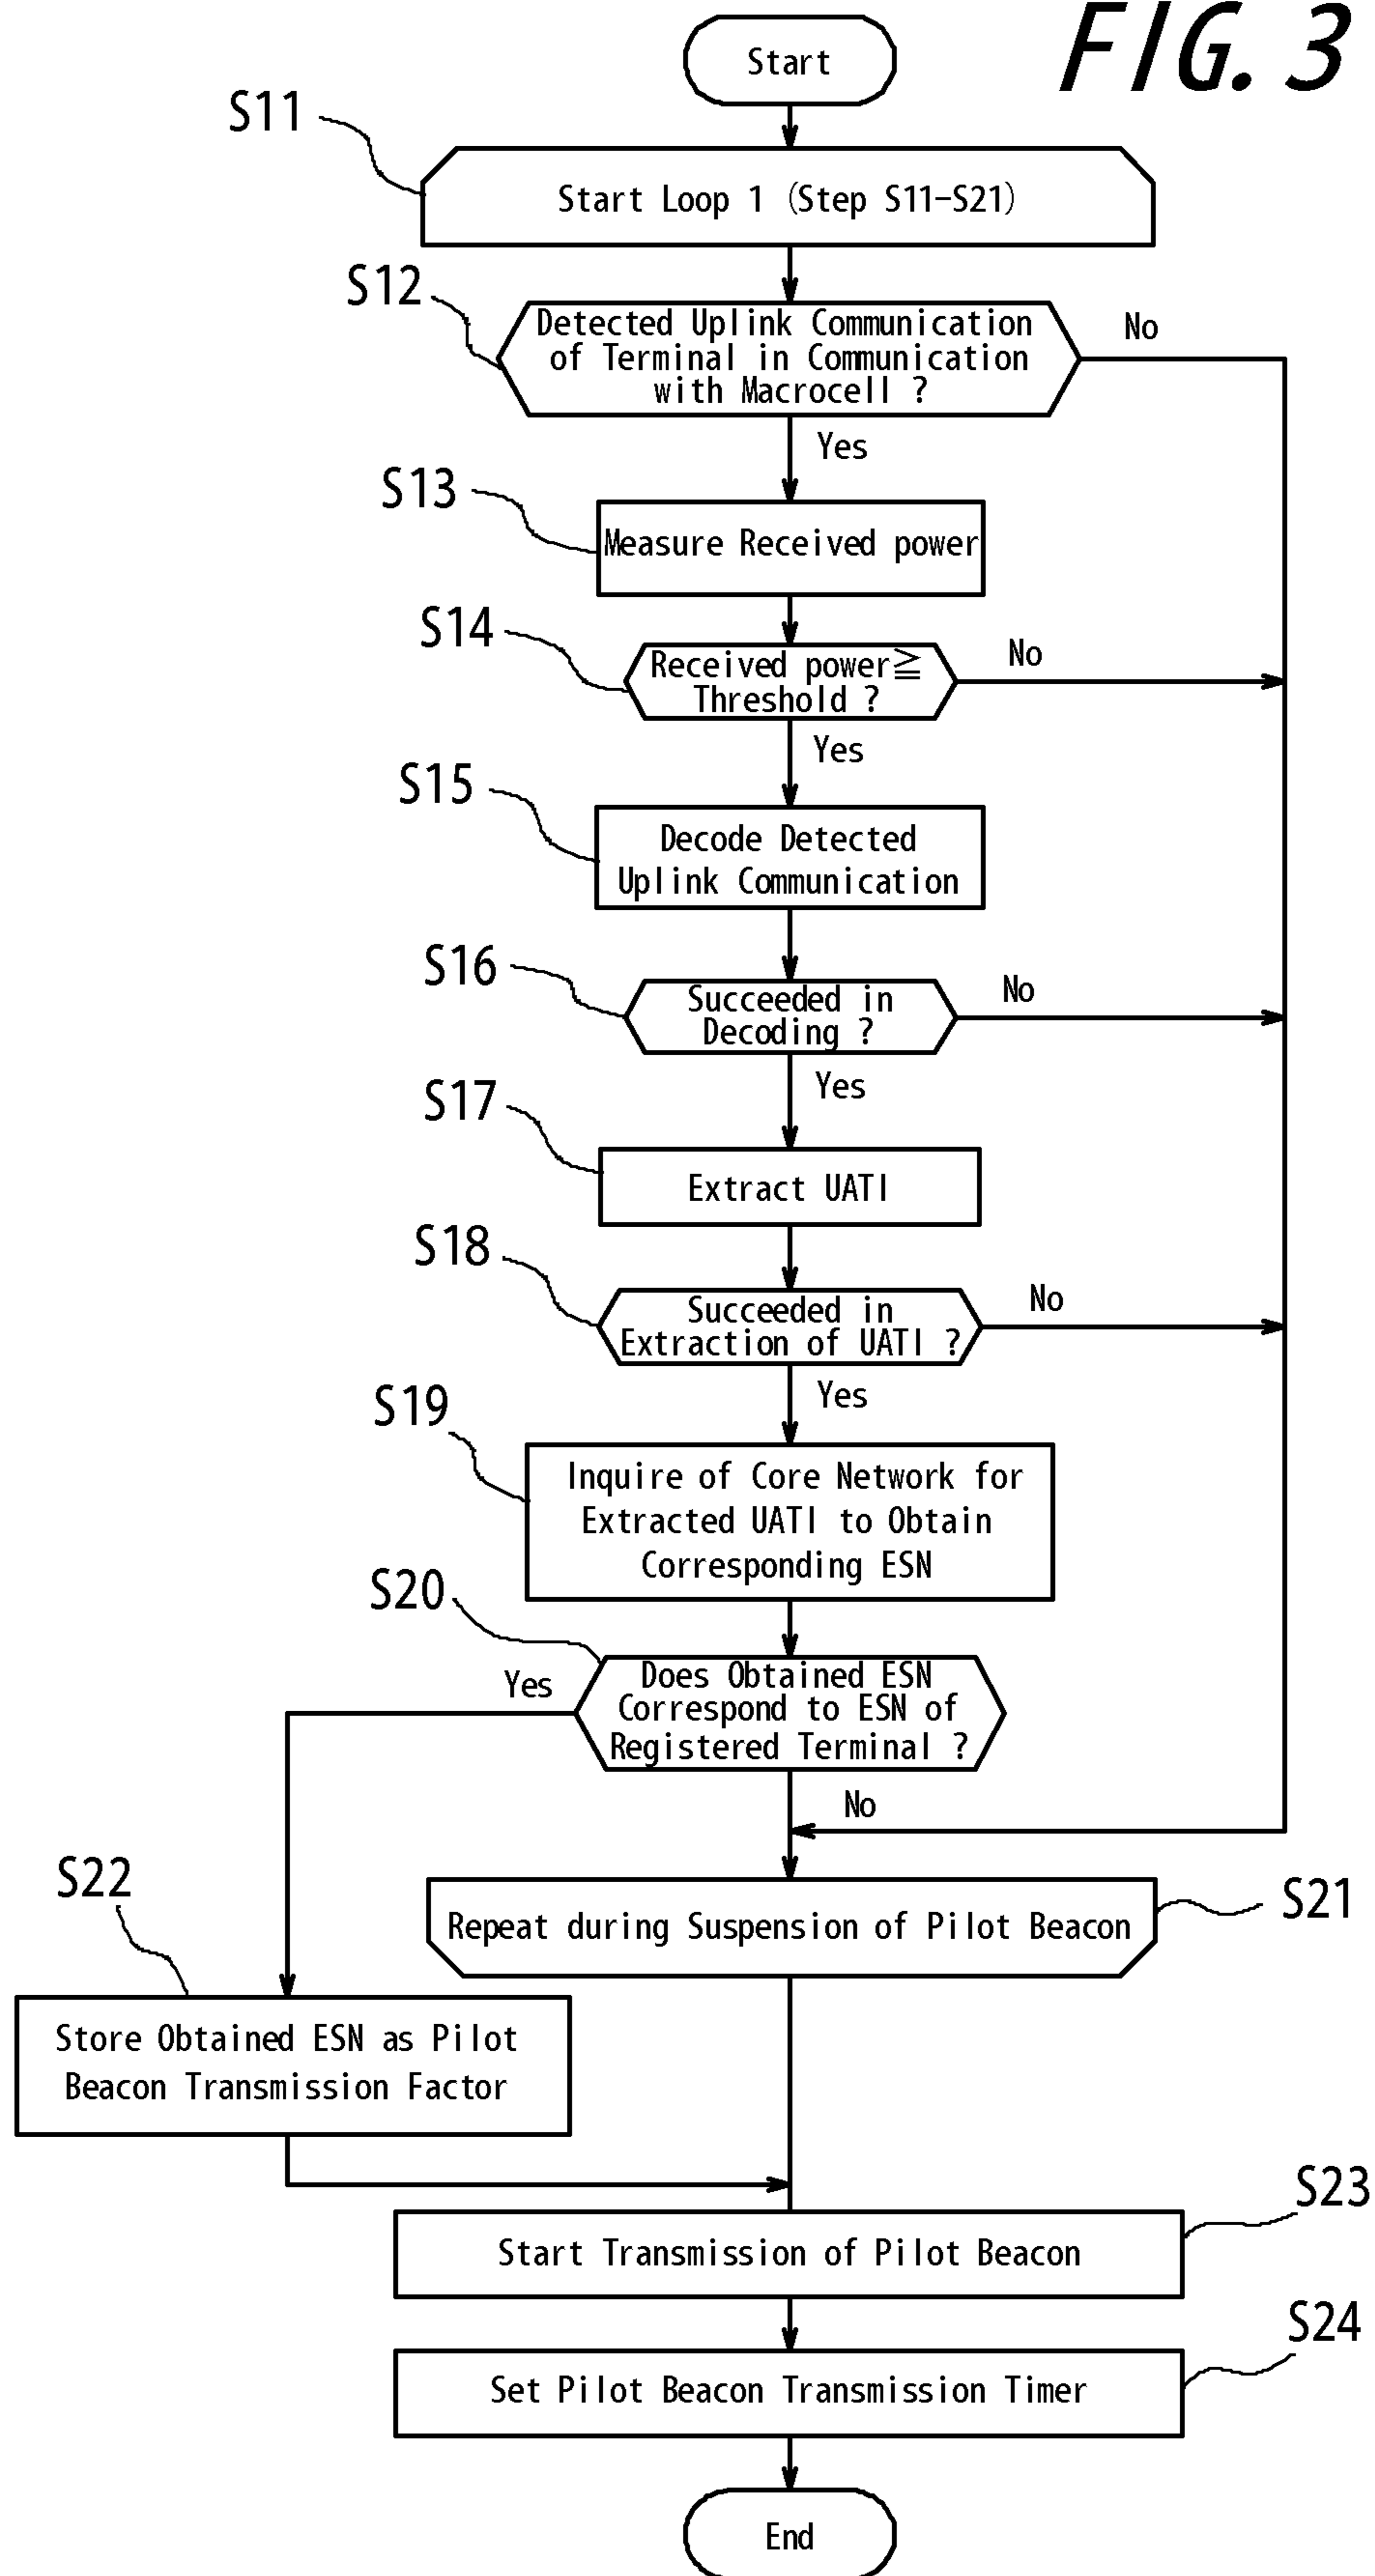 FIG. 3
Start
S11
Start Loop 1 (Step S11-S21)
S12
Detected Uplink Communication
of Terminal in Communication
with Macrocell ?
No
Yes
S13
Measure Received power
S14
Received power≧
Threshold ?
No
Yes
S15
Decode Detected
Uplink Communication
S16
Succeeded in
Decoding ?
No
Yes
S17
Extract UATI
S18
Succeeded in
Extraction of UATI ?
No
Yes
S19
Inquire of Core Network for
Extracted UATI to Obtain
Corresponding ESN
S20
Does Obtained ESN
Correspond to ESN of
Registered Terminal ?
Yes
No
S21
Repeat during Suspension of Pilot Beacon
S22
Store Obtained ESN as Pilot
Beacon Transmission Factor
S23
Start Transmission of Pilot Beacon
S24
Set Pilot Beacon Transmission Timer
End